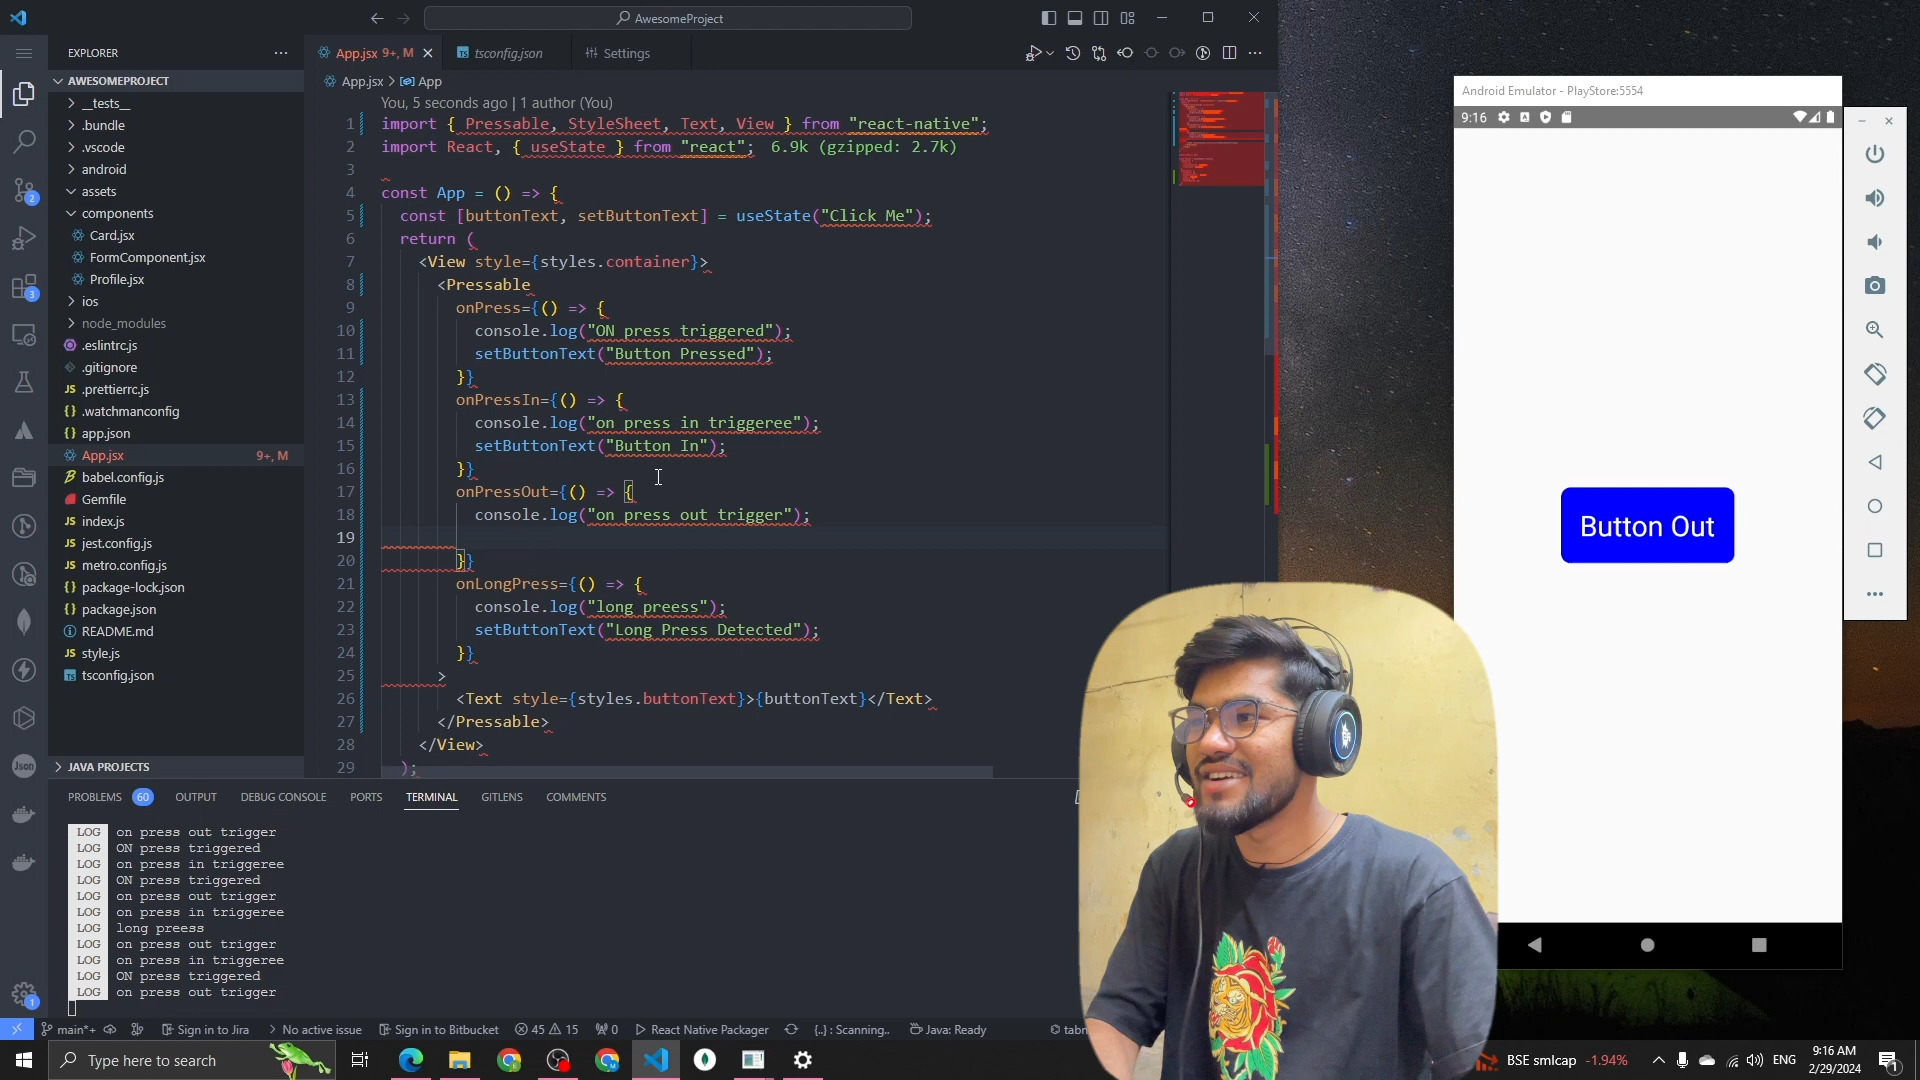 AwesomeProject
EXPLORER
AWESOMEPROJECT
__tests__
.bundle
.vscode
android
assets
components
Card.jsx
FormComponent.jsx
Profile.jsx
ios
node_modules
.eslintrc.js
.gitignore
.prettierrc.js
.watchmanconfig
app.json
App.jsx 9+, M
babel.config.js
Gemfile
index.js
jest.config.js
metro.config.js
package-lock.json
package.json
README.md
style.js
tsconfig.json
JAVA PROJECTS
App.jsx 9+, M
tsconfig.json
Settings
App.jsx > App
You, 5 seconds ago | 1 author (You)
1 import { Pressable, StyleSheet, Text, View } from "react-native";
2 import React, { useState } from "react"; 6.9k (gzipped: 2.7k)
3
4 const App = () => {
5 const [buttonText, setButtonText] = useState("Click Me");
6 return (
7 <View style={styles.container}>
8 <Pressable
9 onPress={() => {
10 console.log("ON press triggered");
11 setButtonText("Button Pressed");
12 }}
13 onPressIn={() => {
14 console.log("on press in triggeree");
15 setButtonText("Button In");
16 }}
17 onPressOut={() => {
18 console.log("on press out trigger");
19
20 }}
21 onLongPress={() => {
22 console.log("long preess");
23 setButtonText("Long Press Detected");
24 }}
25 >
26 <Text style={styles.buttonText}>{buttonText}</Text>
27 </Pressable>
28 </View>
29 );
PROBLEMS 60 OUTPUT DEBUG CONSOLE PORTS TERMINAL GITLENS COMMENTS
LOG on press out trigger
LOG ON press triggered
LOG on press in triggeree
LOG ON press triggered
LOG on press out trigger
LOG on press in triggeree
LOG long preess
LOG on press out trigger
LOG on press in triggeree
LOG ON press triggered
LOG on press out trigger
main*+ Sign in to Jira No active issue Sign in to Bitbucket 45 15 0 React Native Packager {..} : Scanning.. Java: Ready tabn
Android Emulator - PlayStore:5554
9:16
Button Out
2
3
1
Json
Type here to search
BSE smlcap -1.94%
ENG
9:16 AM
2/29/2024
1